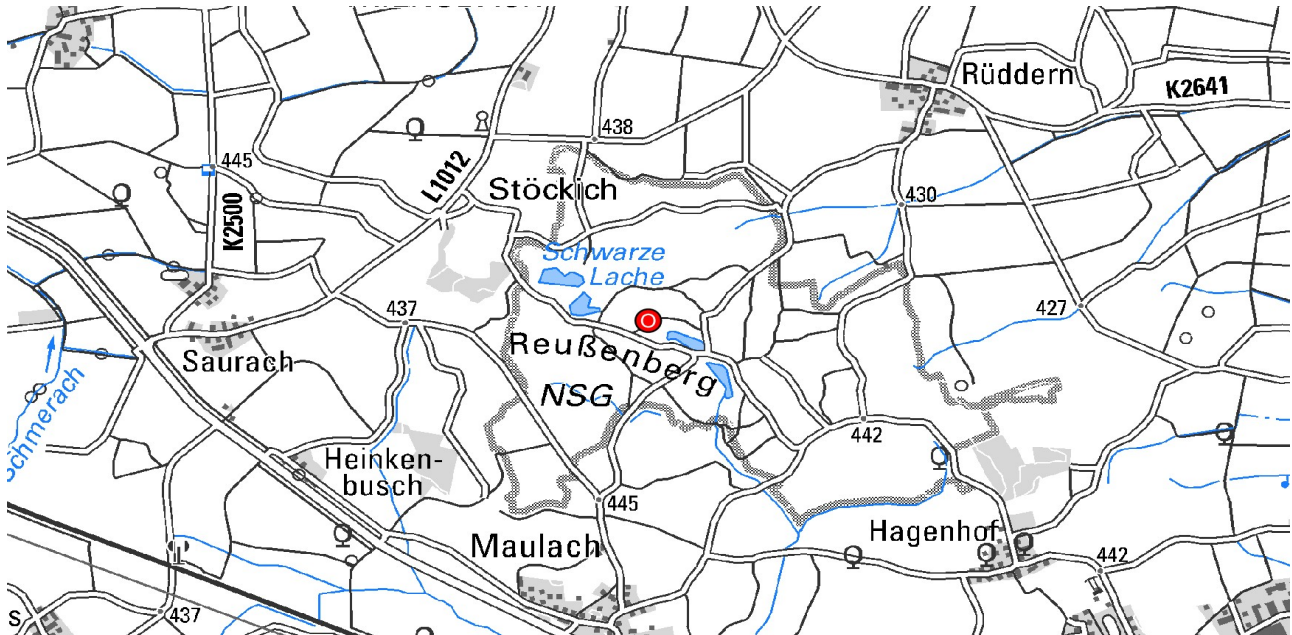 Rüddern
K2641
438
445
L1012
Stöckich
K2500
430
Schwarze
Lache
437
427
Reußenberg
Saurach
NSG
442
Heinken-
busch
445
Hagenhof
Maulach
442
437
s